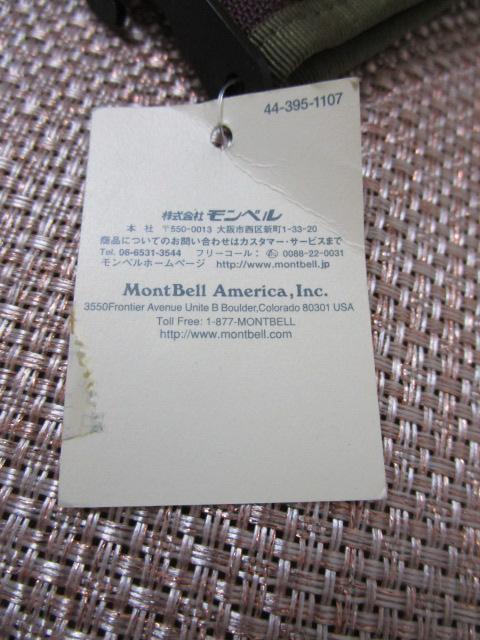 44-395-1107
株式会社 モンベル
本 社 〒550-0013 大阪市西区新町1-33-20
商品についてのお問い合わせはカスタマー・サービスまで
Tel. 06-6531-3544 フリーコール: 0088-22-0031
モンベルホームページ http://www.montbell.jp
MontBell America, Inc.
3550Frontier Avenue Unite B Boulder,Colorado 80301 USA
Toll Free: 1-877-MONTBELL
http://www.montbell.com